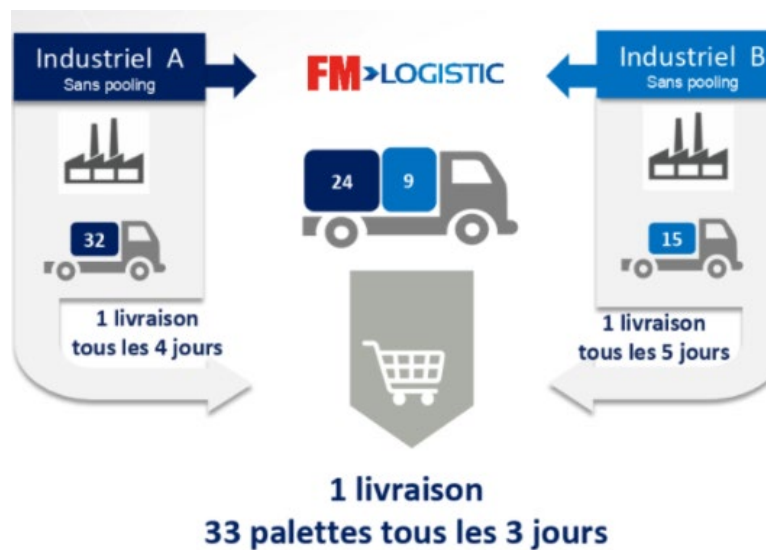 Industriel A
Sans pooling
FM>LOGISTIC
Industriel B
Sans pooling
24
9
32
15
1 livraison
tous les 4 jours
1 livraison
tous les 5 jours
1 livraison
33 palettes tous les 3 jours